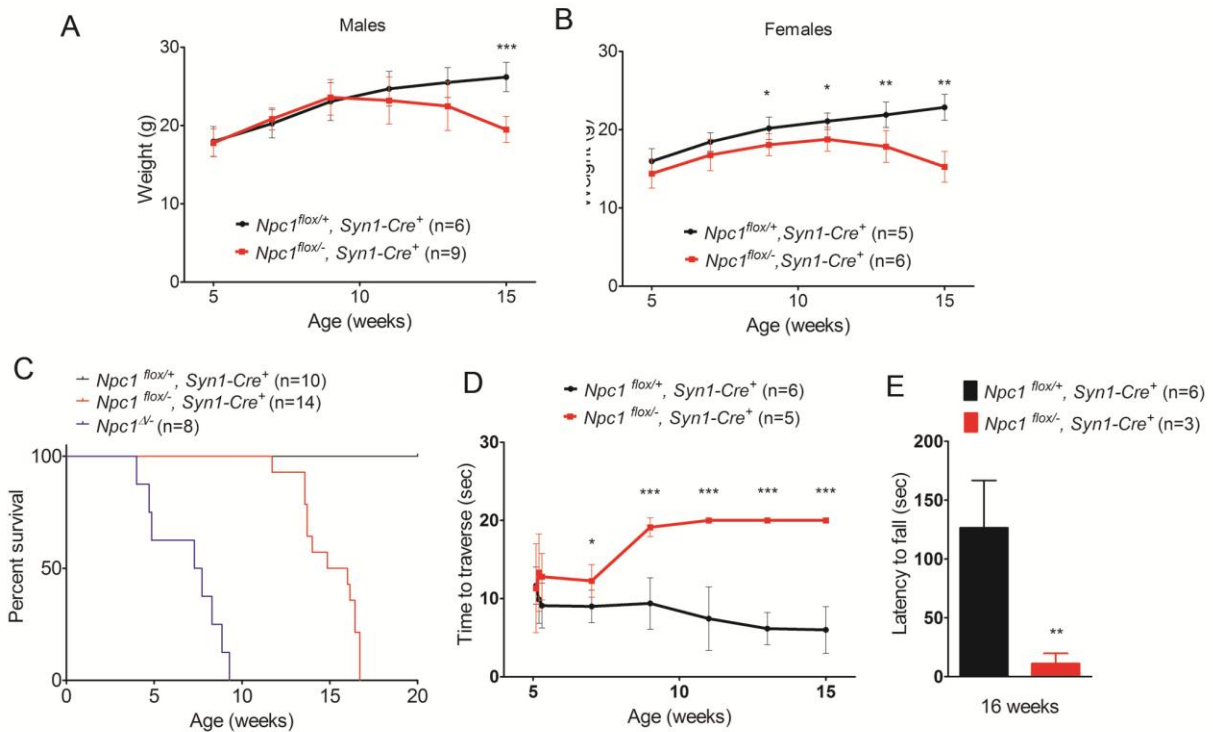 A
Males
Weight (g)
30
20
10
0
***
Npc1flox/+, Syn1-Cre+ (n=6)
Npc1flox/-, Syn1-Cre+ (n=9)
5
10
15
Age (weeks)
B
Females
30
20
10
0
*
*
**
**
Npc1flox/+,Syn1-Cre+ (n=5)
Npc1flox/-,Syn1-Cre+ (n=6)
5
10
15
Age (weeks)
C
Npc1 flox/+, Syn1-Cre+ (n=10)
Npc1 flox/-, Syn1-Cre+ (n=14)
Npc1Δ/- (n=8)
Percent survival
100
50
0
0
5
10
15
20
Age (weeks)
D
Npc1 flox/+, Syn1-Cre+ (n=6)
Npc1 flox/-, Syn1-Cre+ (n=5)
Time to traverse (sec)
30
20
10
0
*
***
***
***
***
5
10
15
Age (weeks)
E
Npc1 flox/+, Syn1-Cre+ (n=6)
Npc1 flox/-, Syn1-Cre+ (n=3)
Latency to fall (sec)
200
150
100
50
0
**
16 weeks